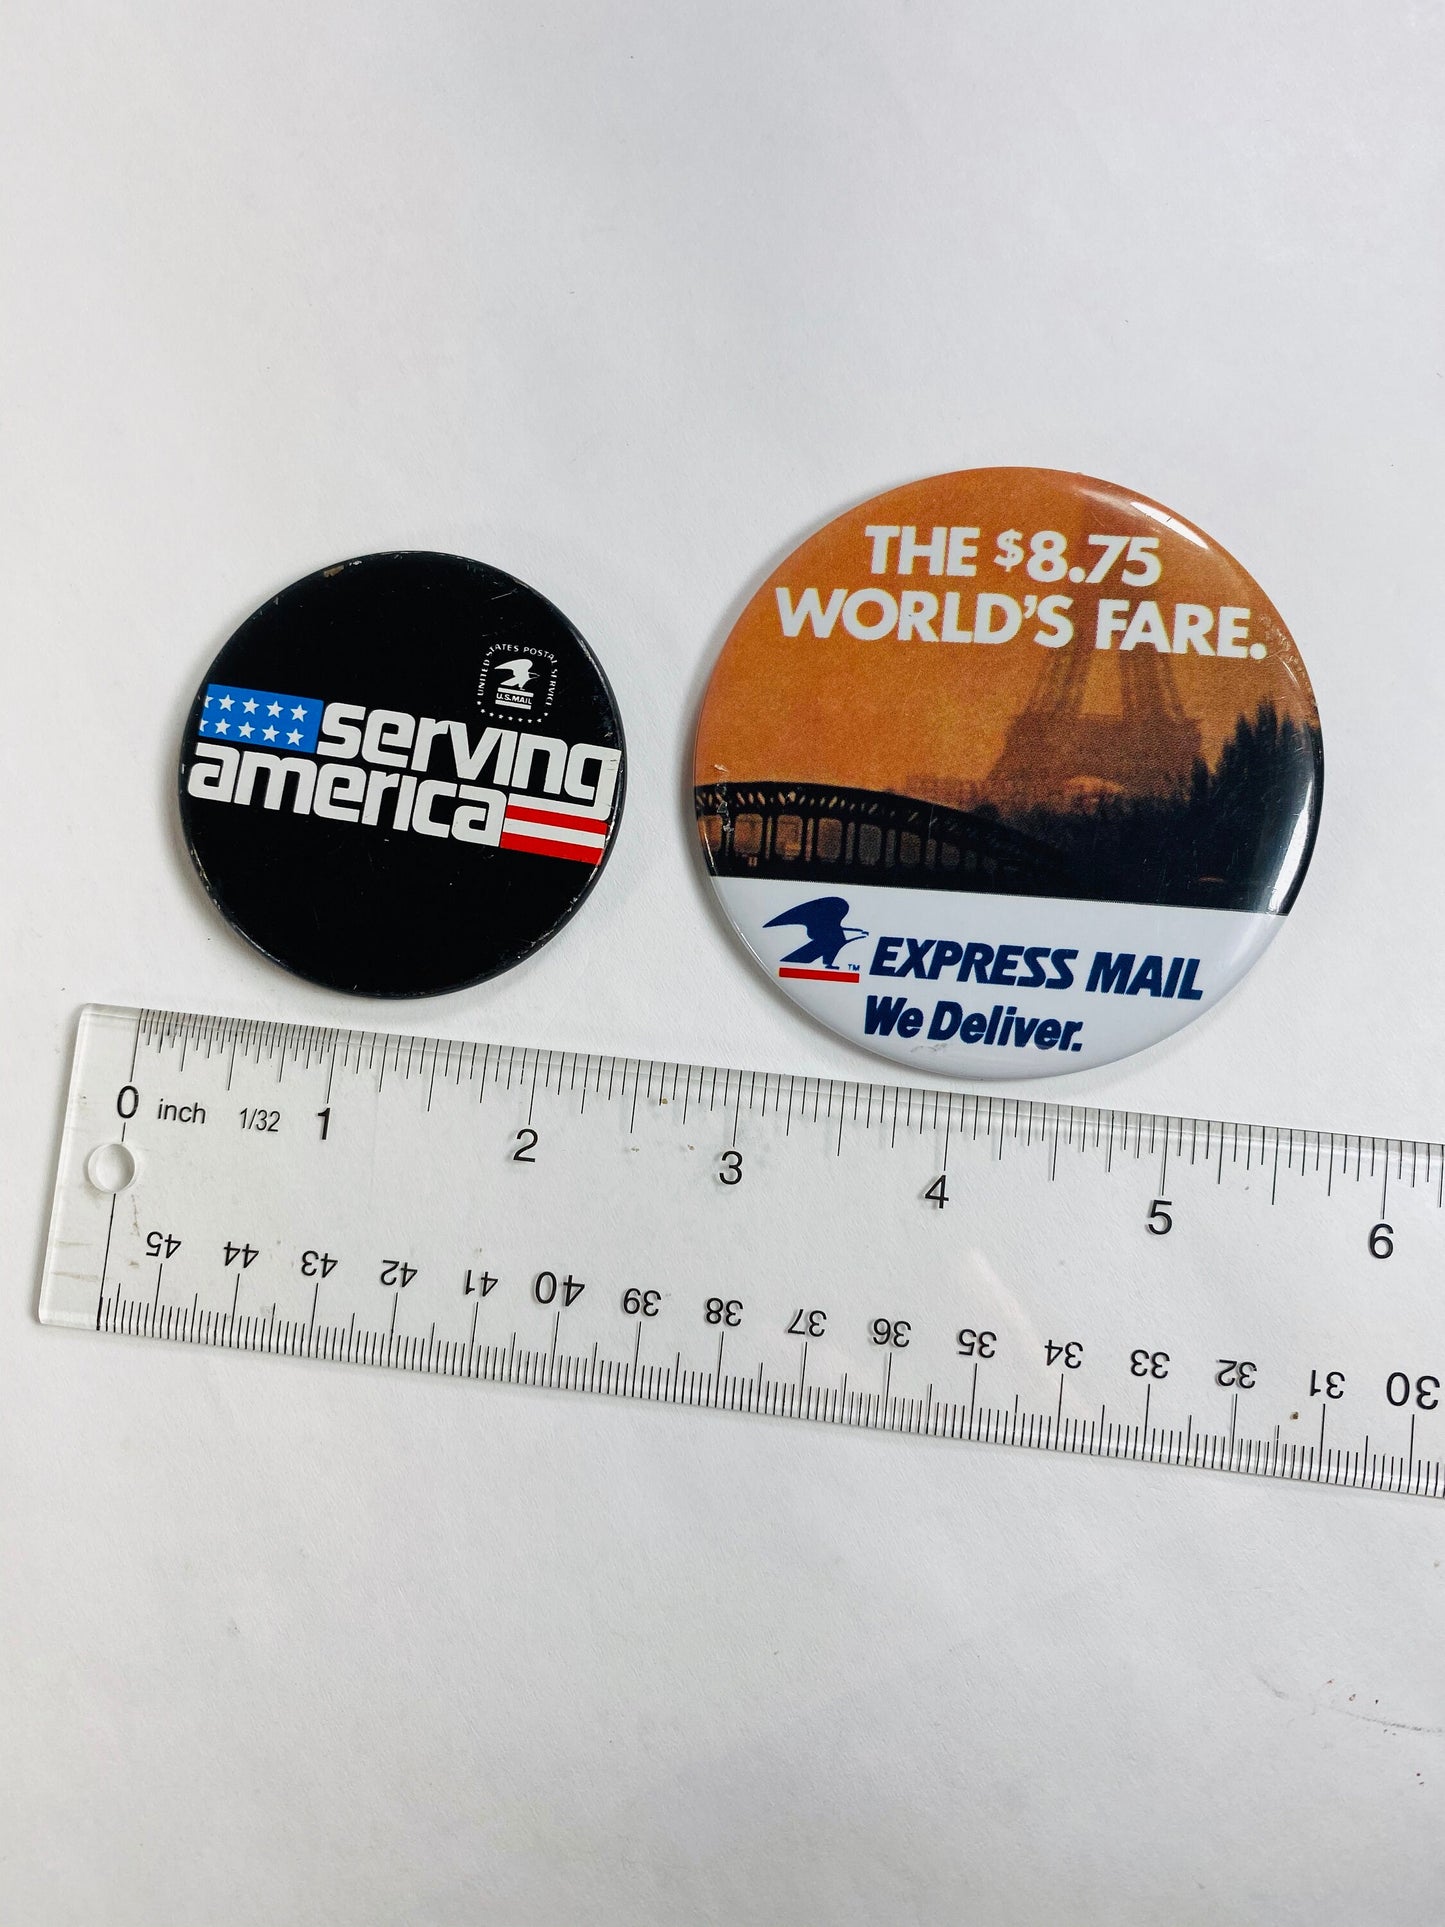 UNITED STATES POSTAL SERVICE
U.S.MAIL
serving
america
THE $8.75
WORLD'S FARE.
TM
EXPRESS MAIL
We Deliver.
0 inch 1/32 1 2 3 4 5 6
45 44 43 42 41 40 39 38 37 36 35 34 33 32 31 30